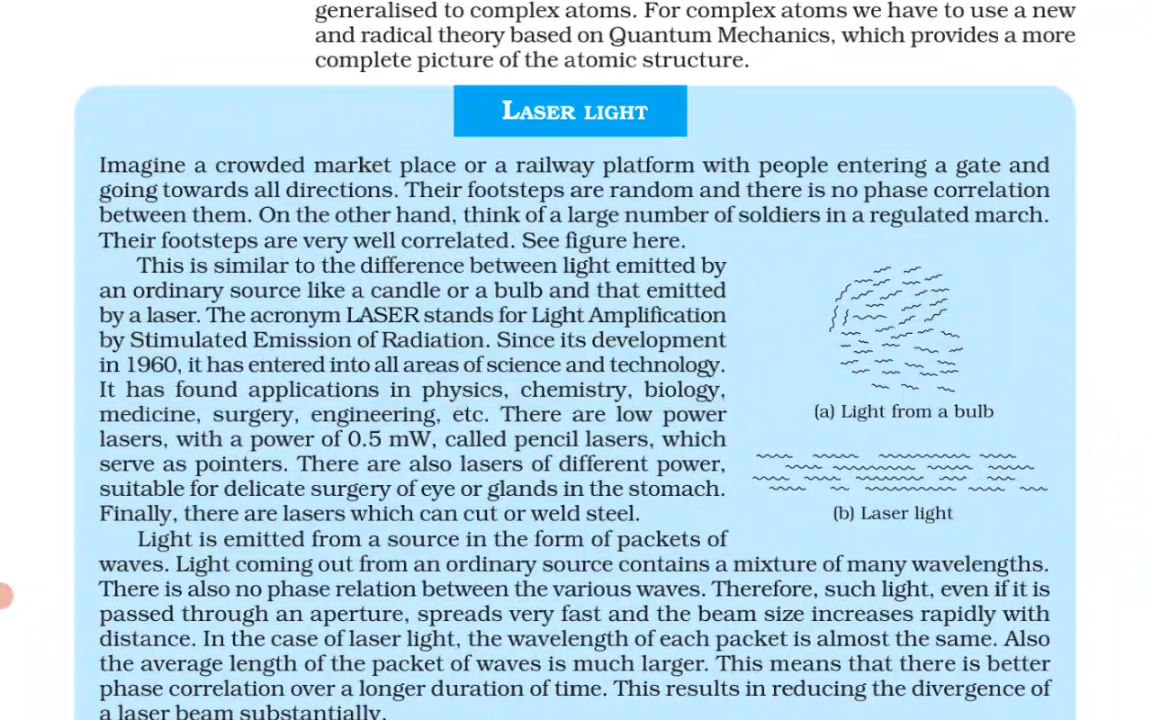 generalised to complex atoms. For complex atoms we have to use a new
and radical theory based on Quantum Mechanics, which provides a more
complete picture of the atomic structure.
LASER LIGHT
Imagine a crowded market place or a railway platform with people entering a gate and
going towards all directions. Their footsteps are random and there is no phase correlation
between them. On the other hand, think of a large number of soldiers in a regulated march.
Their footsteps are very well correlated. See figure here.
This is similar to the difference between light emitted by
an ordinary source like a candle or a bulb and that emitted
by a laser. The acronym LASER stands for Light Amplification
by Stimulated Emission of Radiation. Since its development
in 1960, it has entered into all areas of science and technology.
It has found applications in physics, chemistry, biology,
medicine, surgery, engineering, etc. There are low power
lasers, with a power of 0.5 mW, called pencil lasers, which
serve as pointers. There are also lasers of different power,
suitable for delicate surgery of eye or glands in the stomach.
Finally, there are lasers which can cut or weld steel.
(a) Light from a bulb
(b) Laser light
Light is emitted from a source in the form of packets of
waves. Light coming out from an ordinary source contains a mixture of many wavelengths.
There is also no phase relation between the various waves. Therefore, such light, even if it is
passed through an aperture, spreads very fast and the beam size increases rapidly with
distance. In the case of laser light, the wavelength of each packet is almost the same. Also
the average length of the packet of waves is much larger. This means that there is better
phase correlation over a longer duration of time. This results in reducing the divergence of
a laser beam substantially.